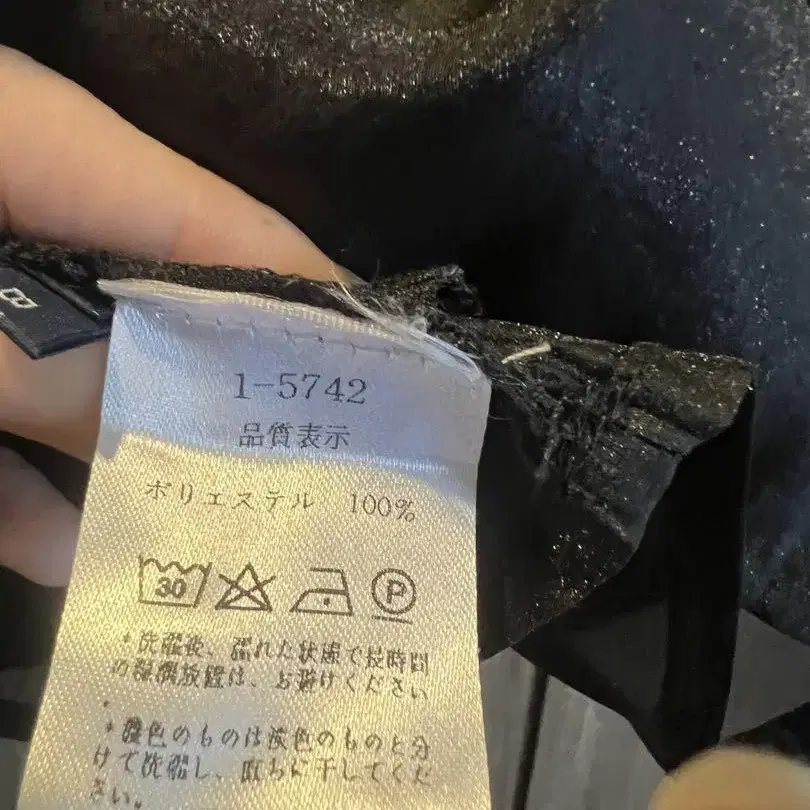 1-5742
品質表示
ポリエステル 100%
30
P
*洗濯後、濡れた状態で長時間
の放置は、お避けください
.
*濃色のものは淡色のものと分
けて洗濯し、直ちに干してくだ
さい。
B